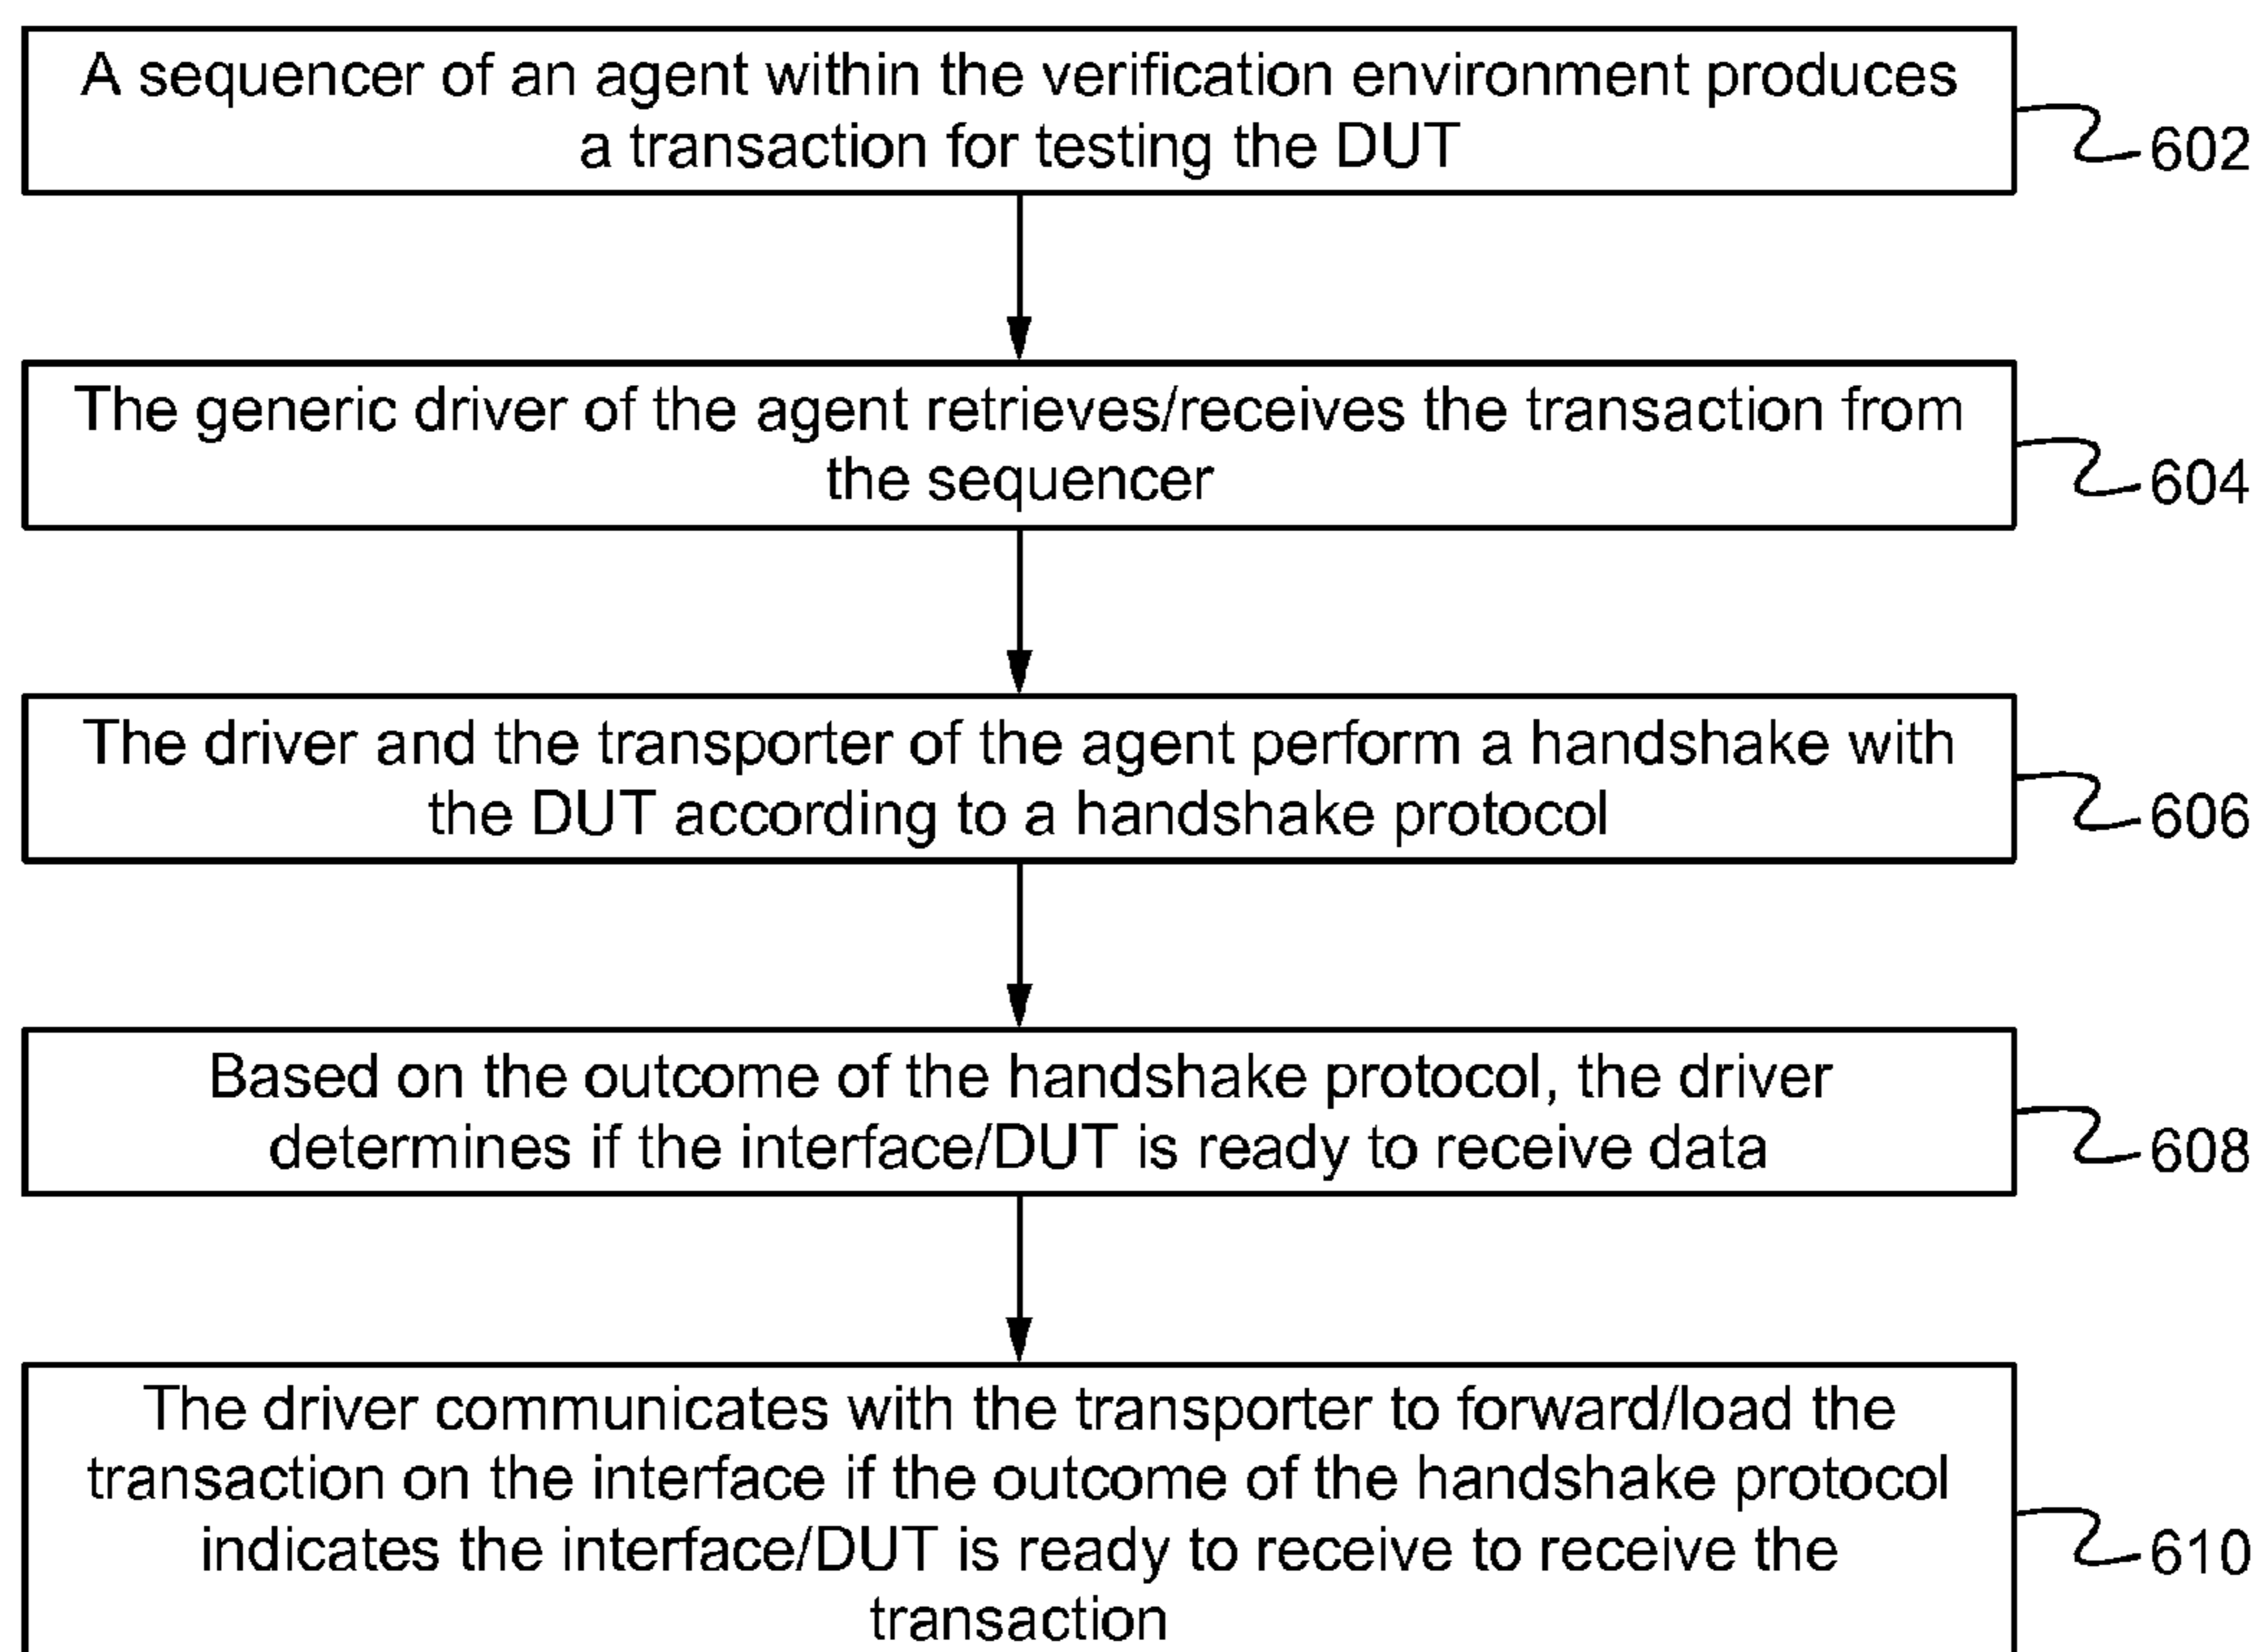 A sequencer of an agent within the verification environment produces
a transaction for testing the DUT
602
The generic driver of the agent retrieves/receives the transaction from
the sequencer
604
The driver and the transporter of the agent perform a handshake with
the DUT according to a handshake protocol
606
Based on the outcome of the handshake protocol, the driver
determines if the interface/DUT is ready to receive data
608
The driver communicates with the transporter to forward/load the
transaction on the interface if the outcome of the handshake protocol
indicates the interface/DUT is ready to receive to receive the
transaction
610